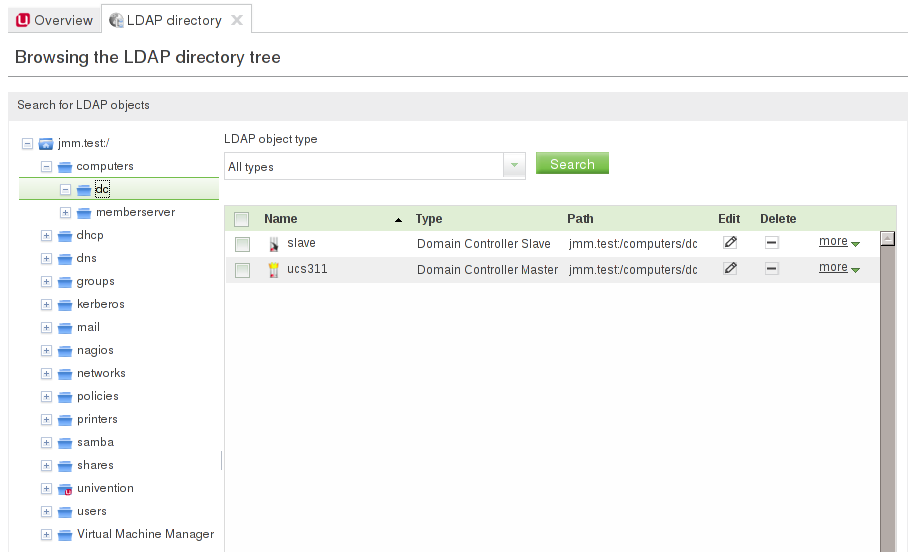 Overview LDAP directory
Browsing the LDAP directory tree
Search for LDAP objects
jmm.test:/
computers
dc
memberserver
dhcp
dns
groups
kerberos
mail
nagios
networks
policies
printers
samba
shares
univention
users
Virtual Machine Manager
LDAP object type
All types Search
Name Type Path Edit Delete
slave Domain Controller Slave jmm.test:/computers/dc more
ucs311 Domain Controller Master jmm.test:/computers/dc more